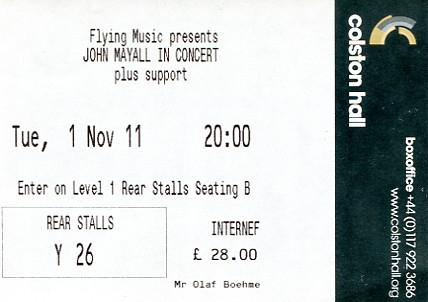 Flying Music presents
JOHN MAYALL IN CONCERT
plus support
Tue, 1 Nov 11 20:00
Enter on Level 1 Rear Stalls Seating B
REAR STALLS
Y 26
INTERNEF
£ 28.00
Mr Olaf Boehme
colston hall
boxoffice +44 (0)117 922 3686
www.colstonhall.org